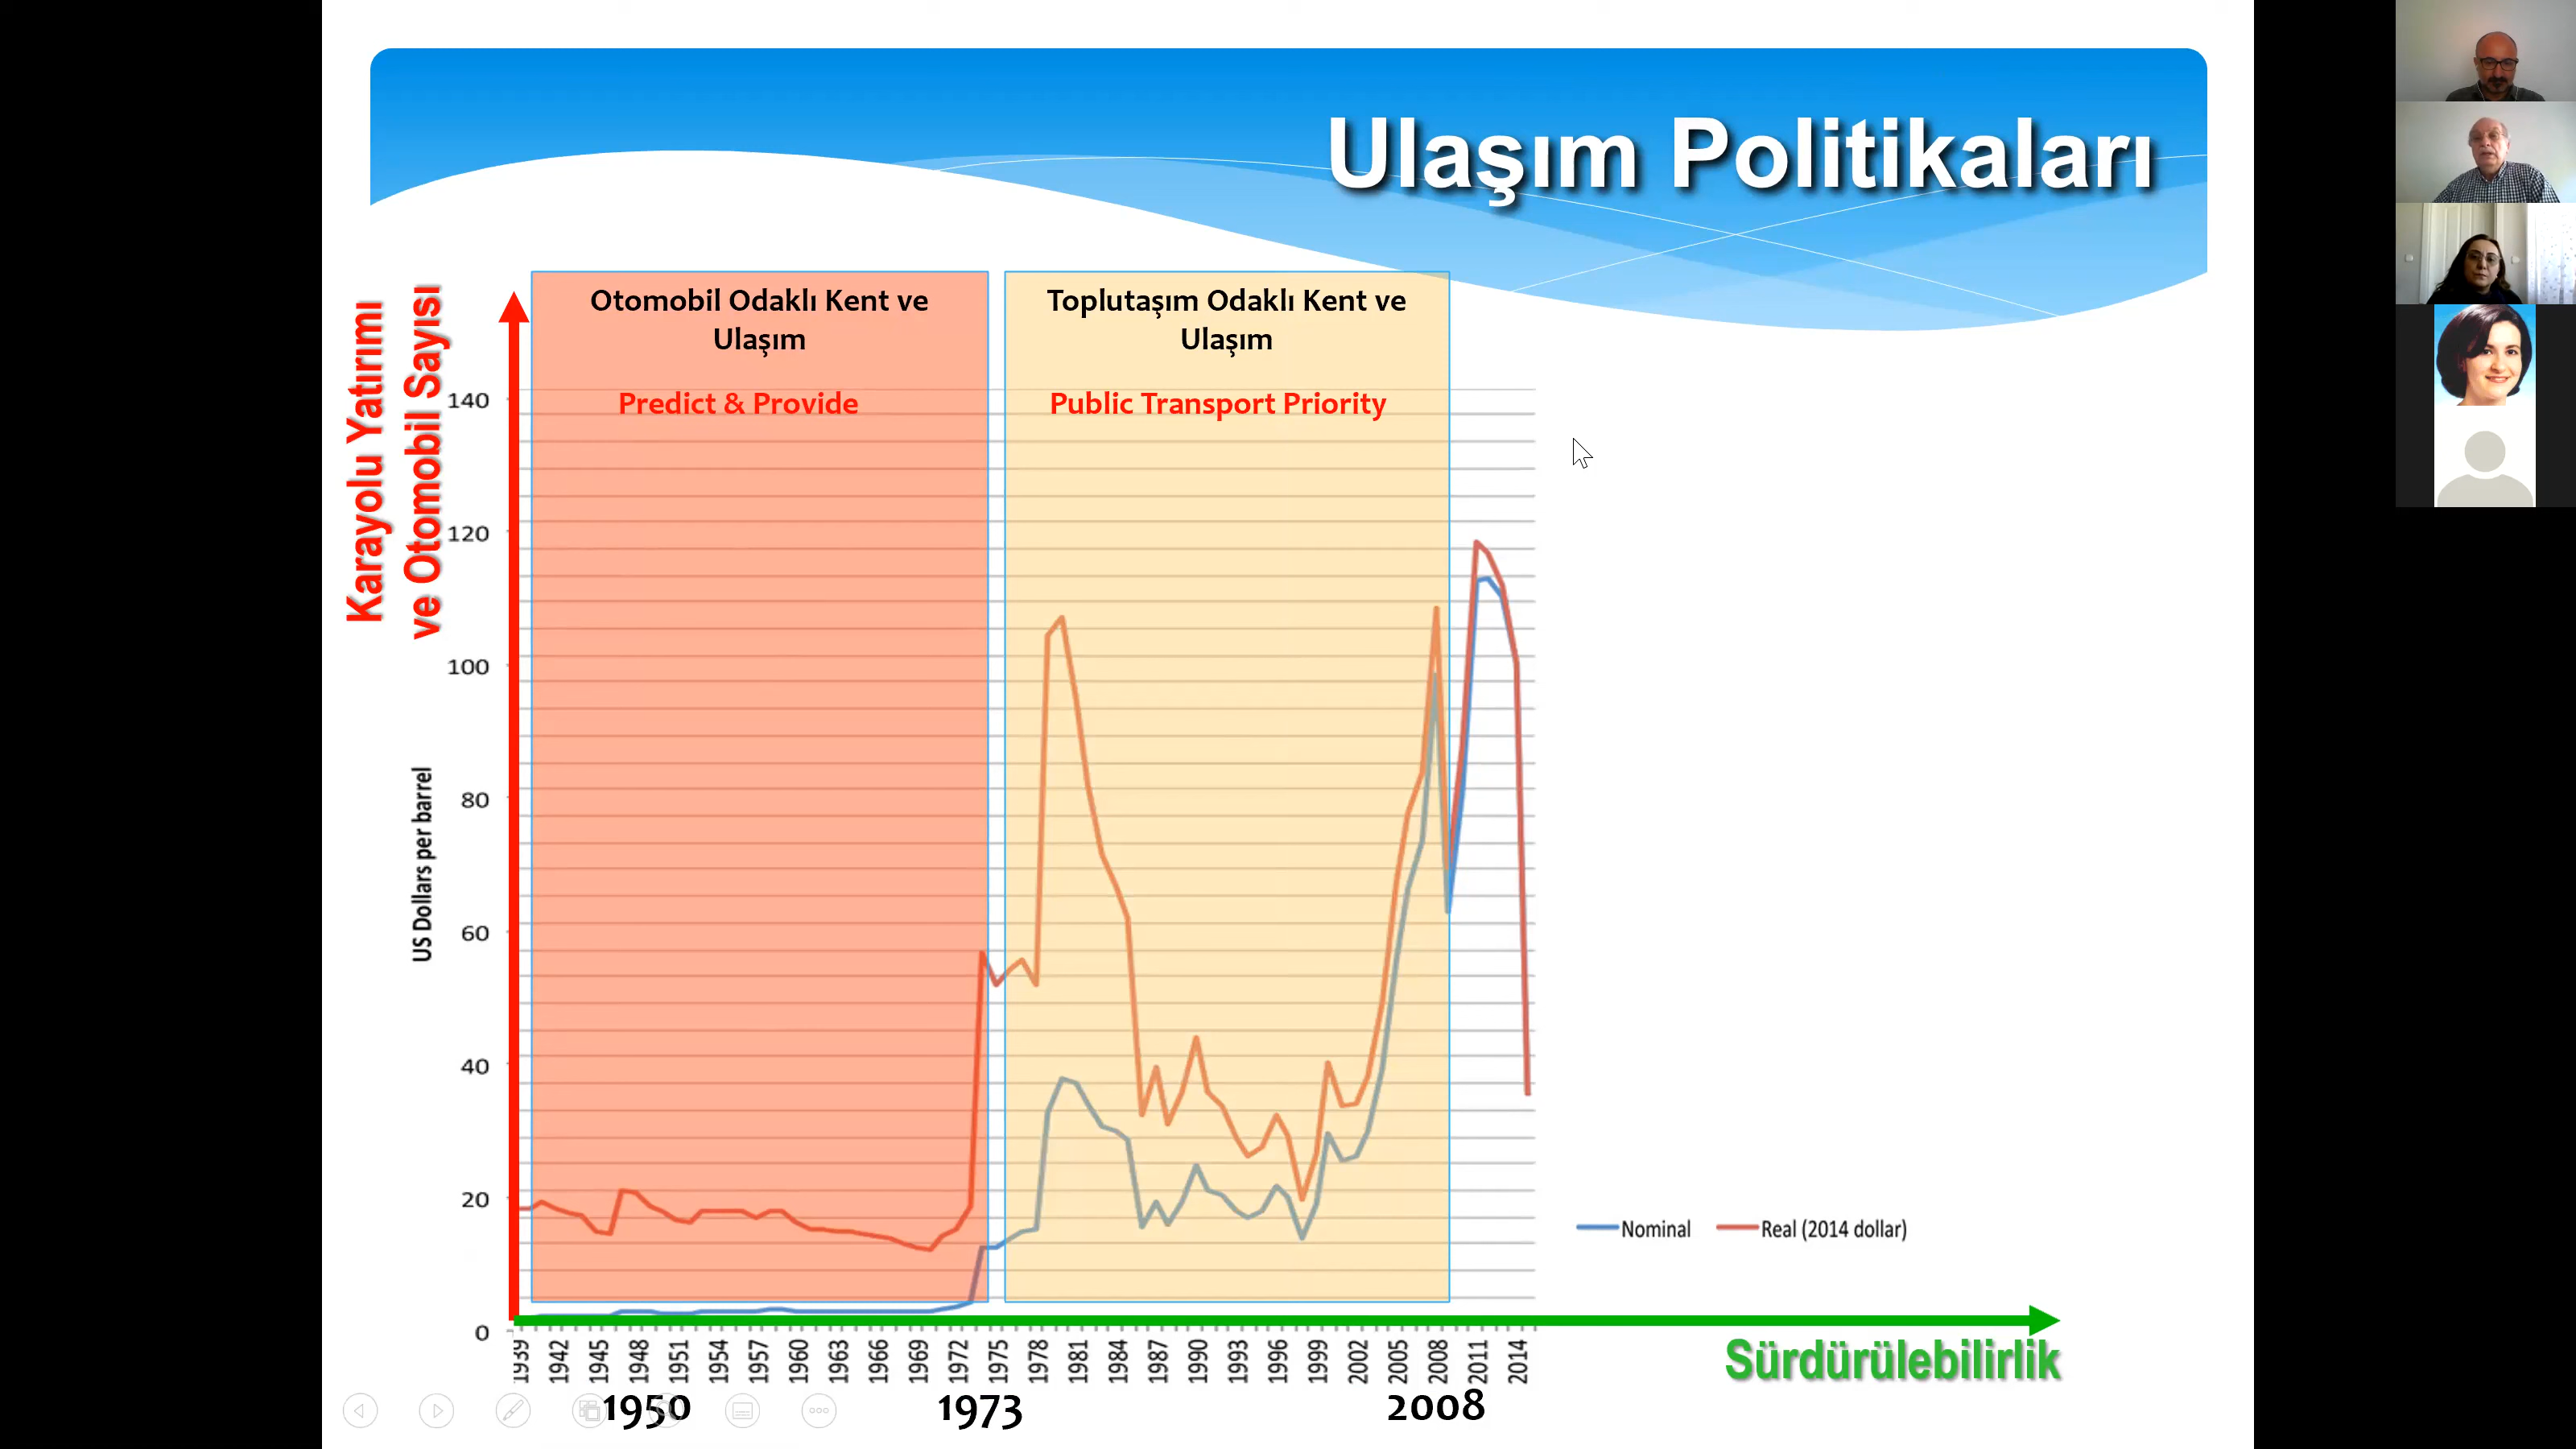 Ulaşım Politikaları
Karayolu Yatırımı
ve Otomobil Sayısı
Otomobil Odaklı Kent ve
Ulaşım
Predict & Provide
Toplutaşım Odaklı Kent ve
Ulaşım
Public Transport Priority
US Dollars per barrel
140
120
100
80
60
40
20
0
1939
1942
1945
1948
1951
1954
1957
1960
1963
1966
1969
1972
1975
1978
1981
1984
1987
1990
1993
1996
1999
2002
2005
2008
2011
2014
Nominal
Real (2014 dollar)
Sürdürülebilirlik
1950
1973
2008